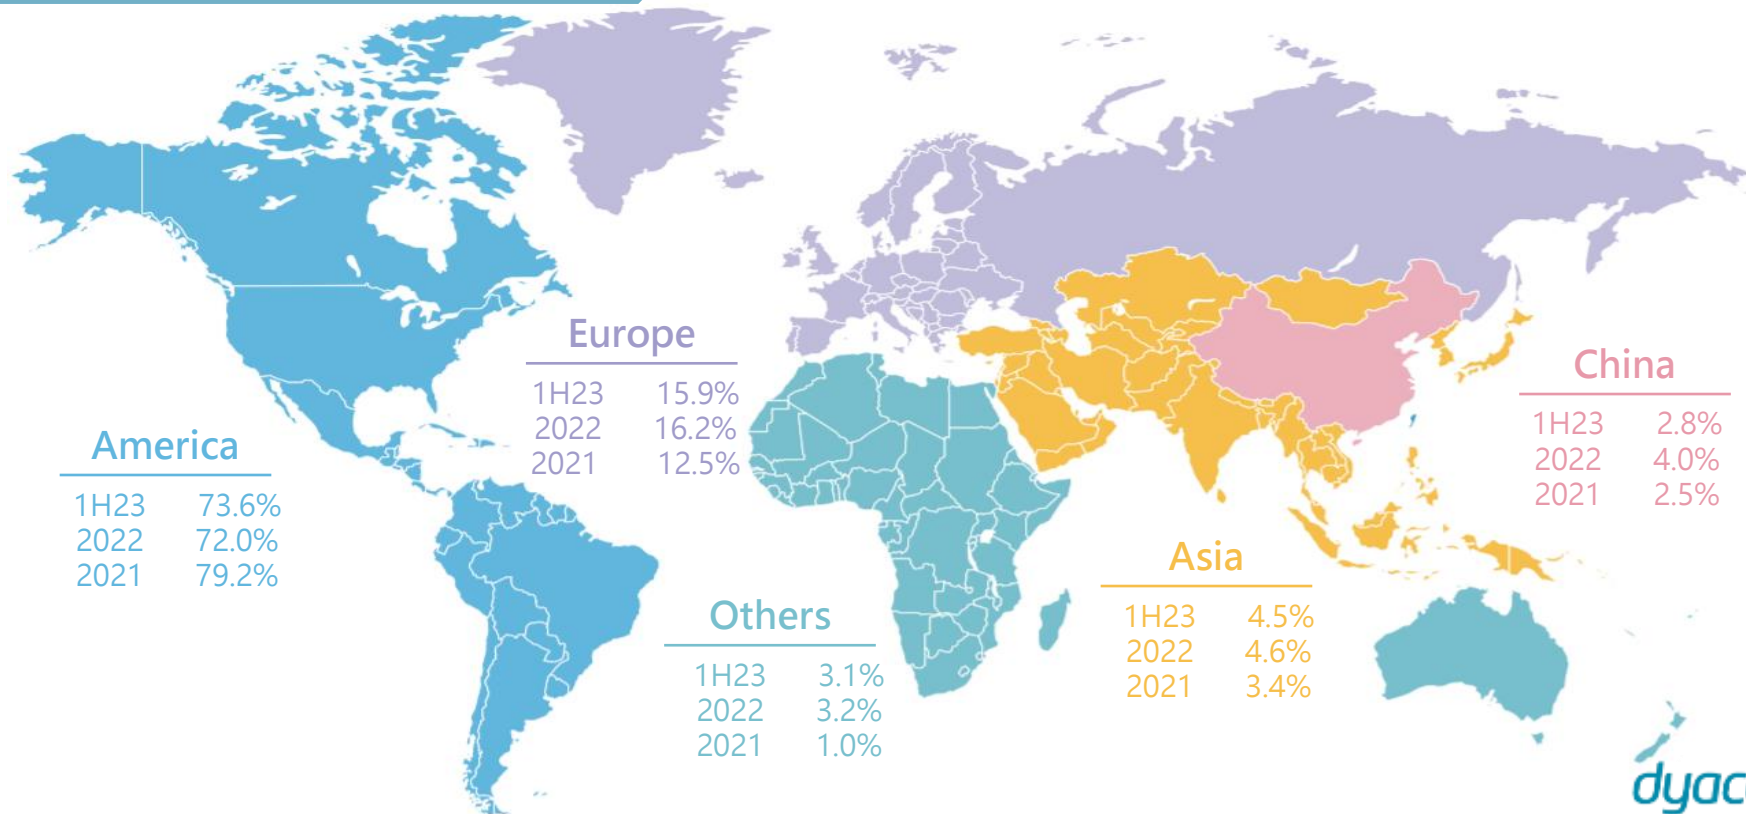 Europe
1H23 15.9%
2022 16.2%
2021 12.5%
China
1H23 2.8%
2022 4.0%
2021 2.5%
America
1H23 73.6%
2022 72.0%
2021 79.2%
Asia
1H23 4.5%
2022 4.6%
2021 3.4%
Others
1H23 3.1%
2022 3.2%
2021 1.0%